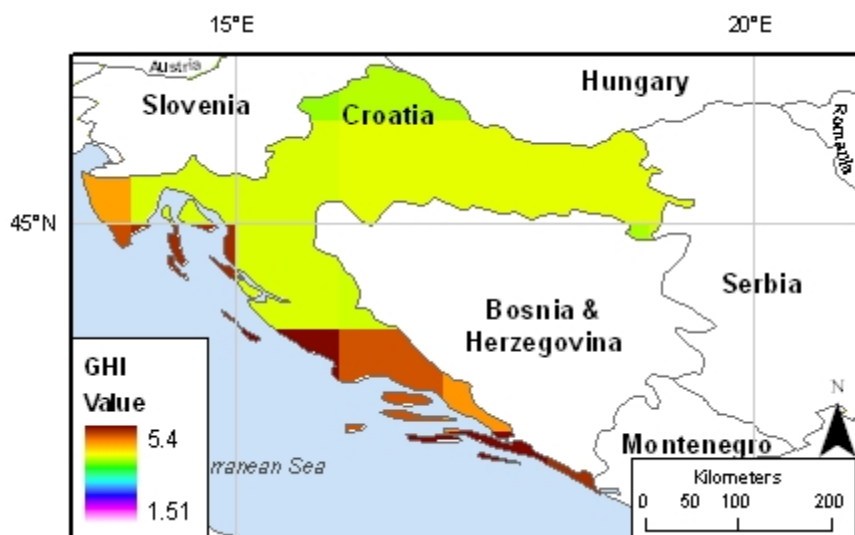 15°E
20°E
Austria
Hungary
Slovenia
Croatia
Romania
45°N
Serbia
Bosnia &
Herzegovina
GHI
Value
5.4
1.51
rranean Sea
Montenegro
N
Kilometers
0 50 100 200